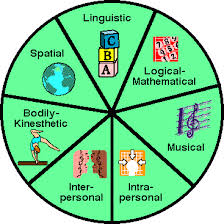 Linguistic
Logical-
Mathematical
Musical
Intra-
personal
Inter-
personal
Bodily-
Kinesthetic
Spatial
C
B
A